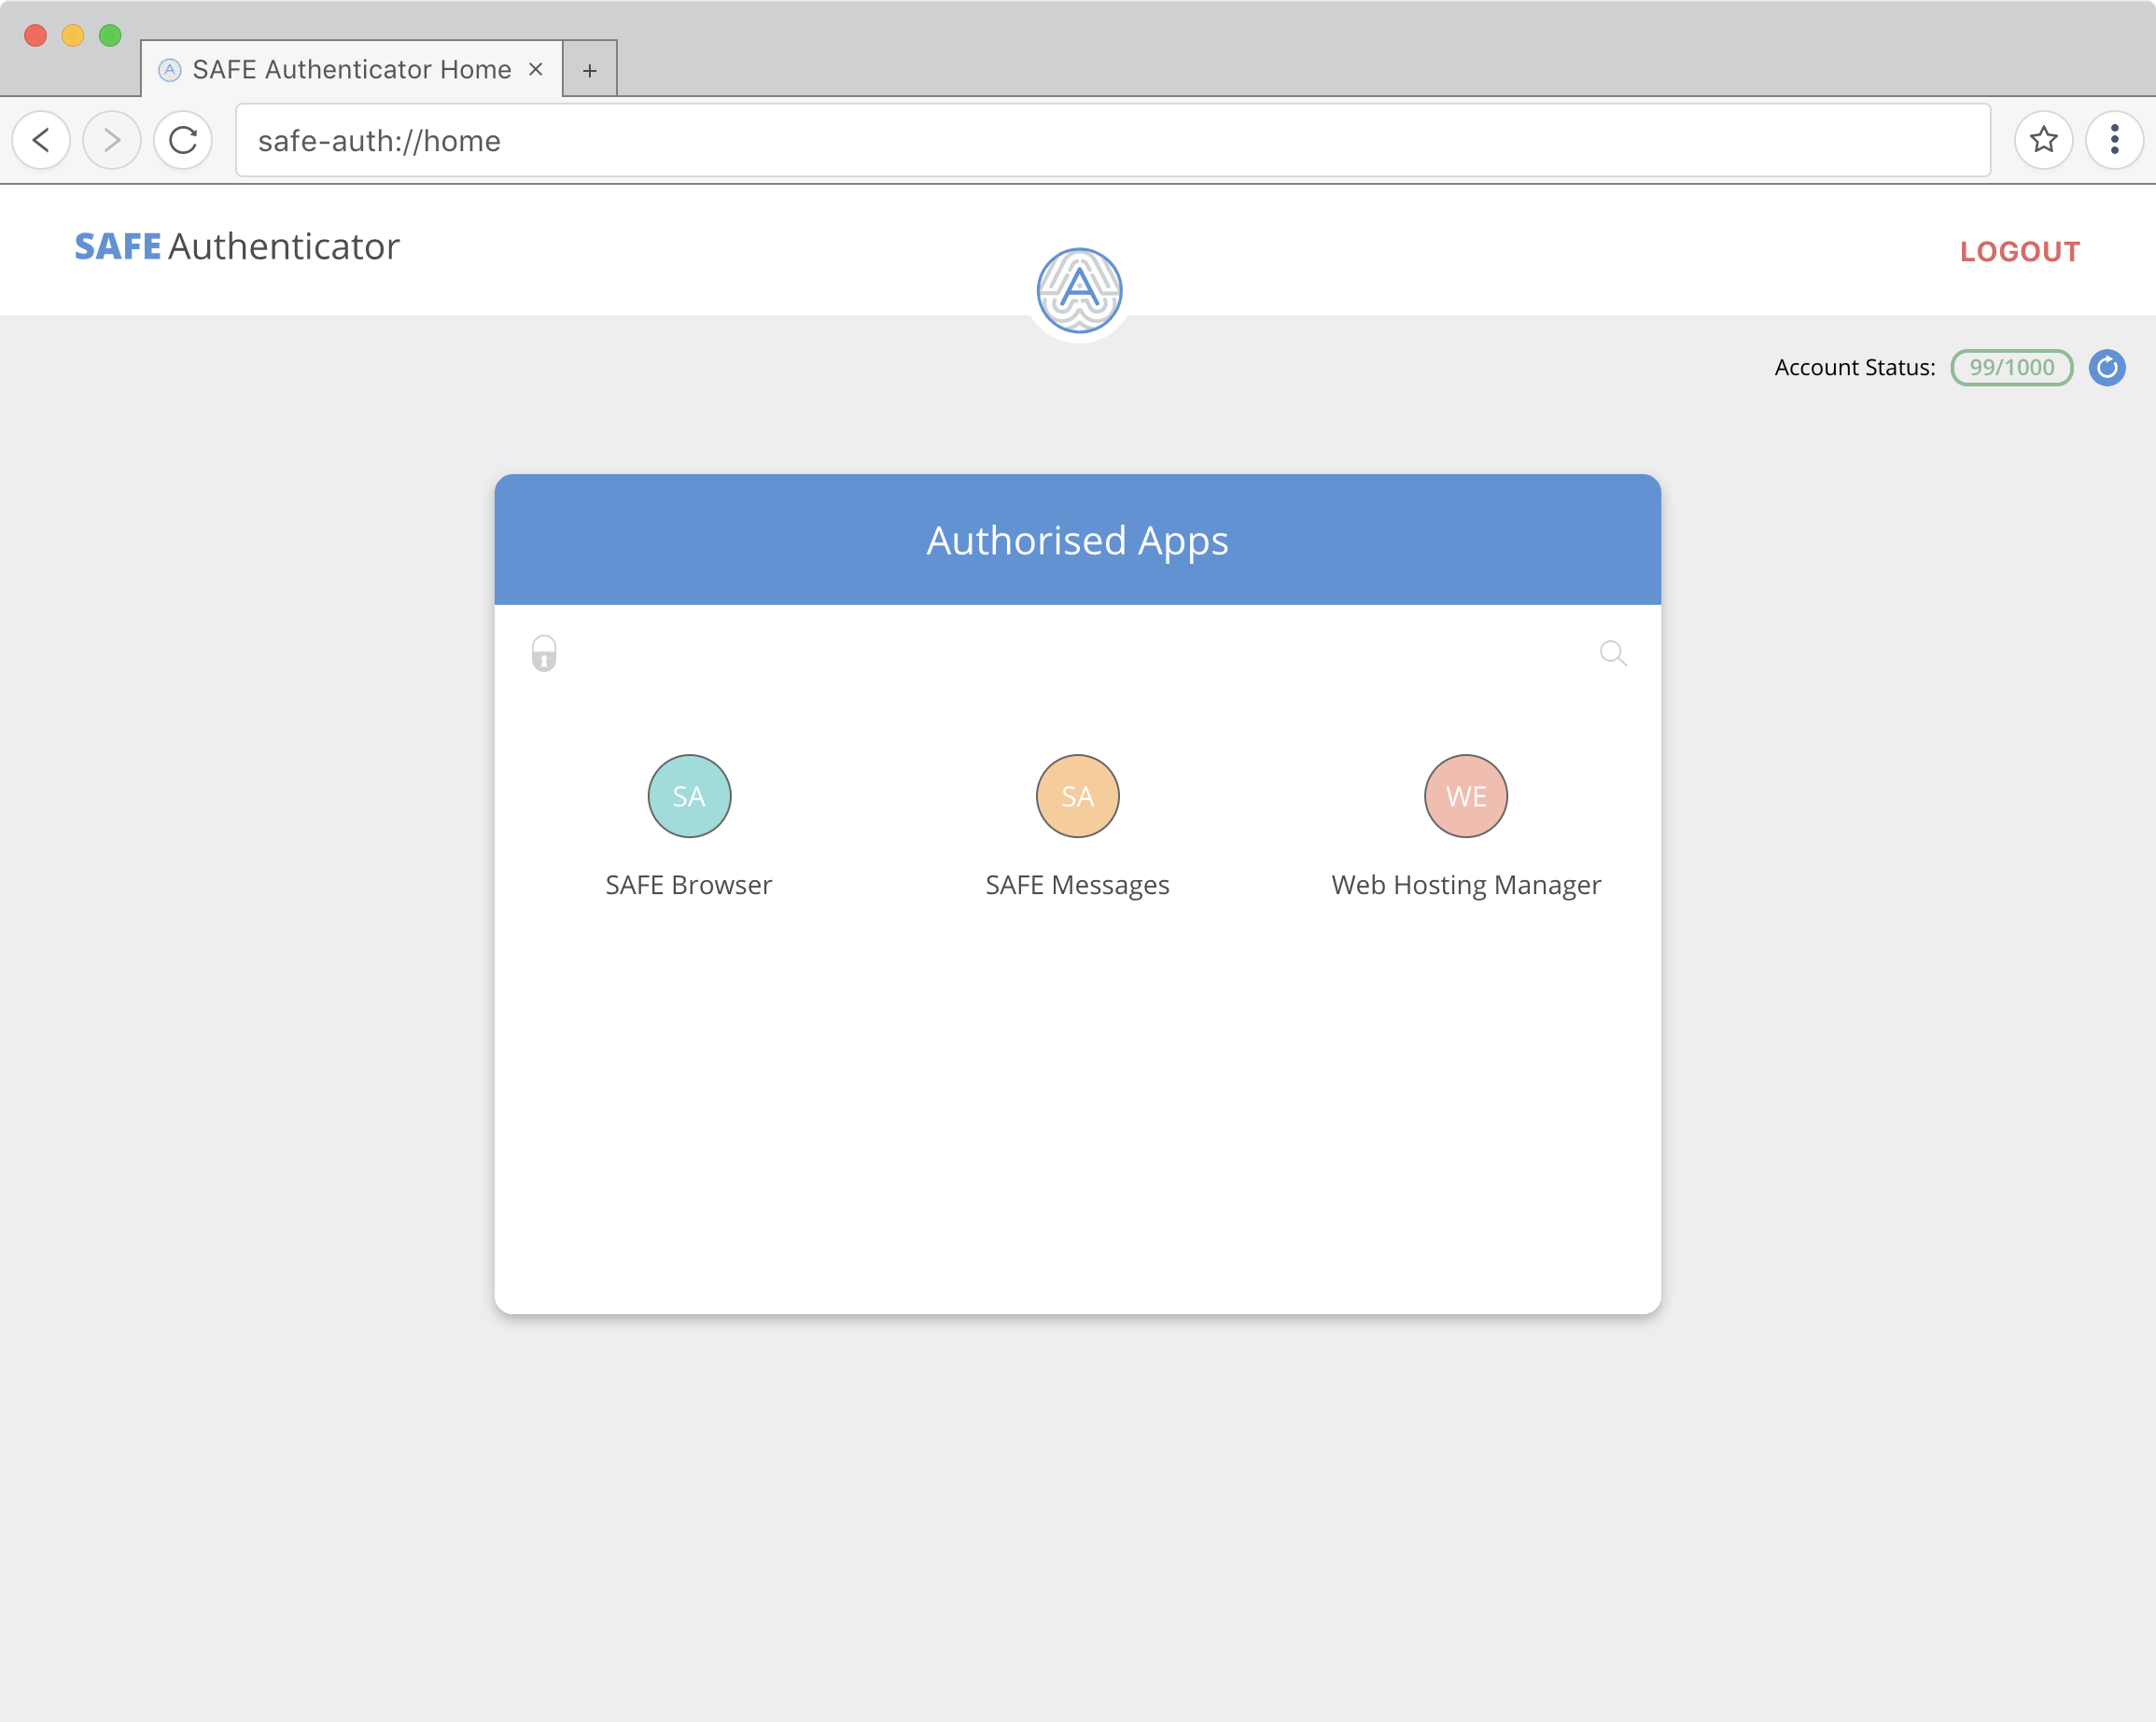 SAFE Authenticator Home
safe-auth://home
SAFE Authenticator
LOGOUT
Account Status: 99/1000
Authorised Apps
SA
SA
WE
SAFE Browser
SAFE Messages
Web Hosting Manager